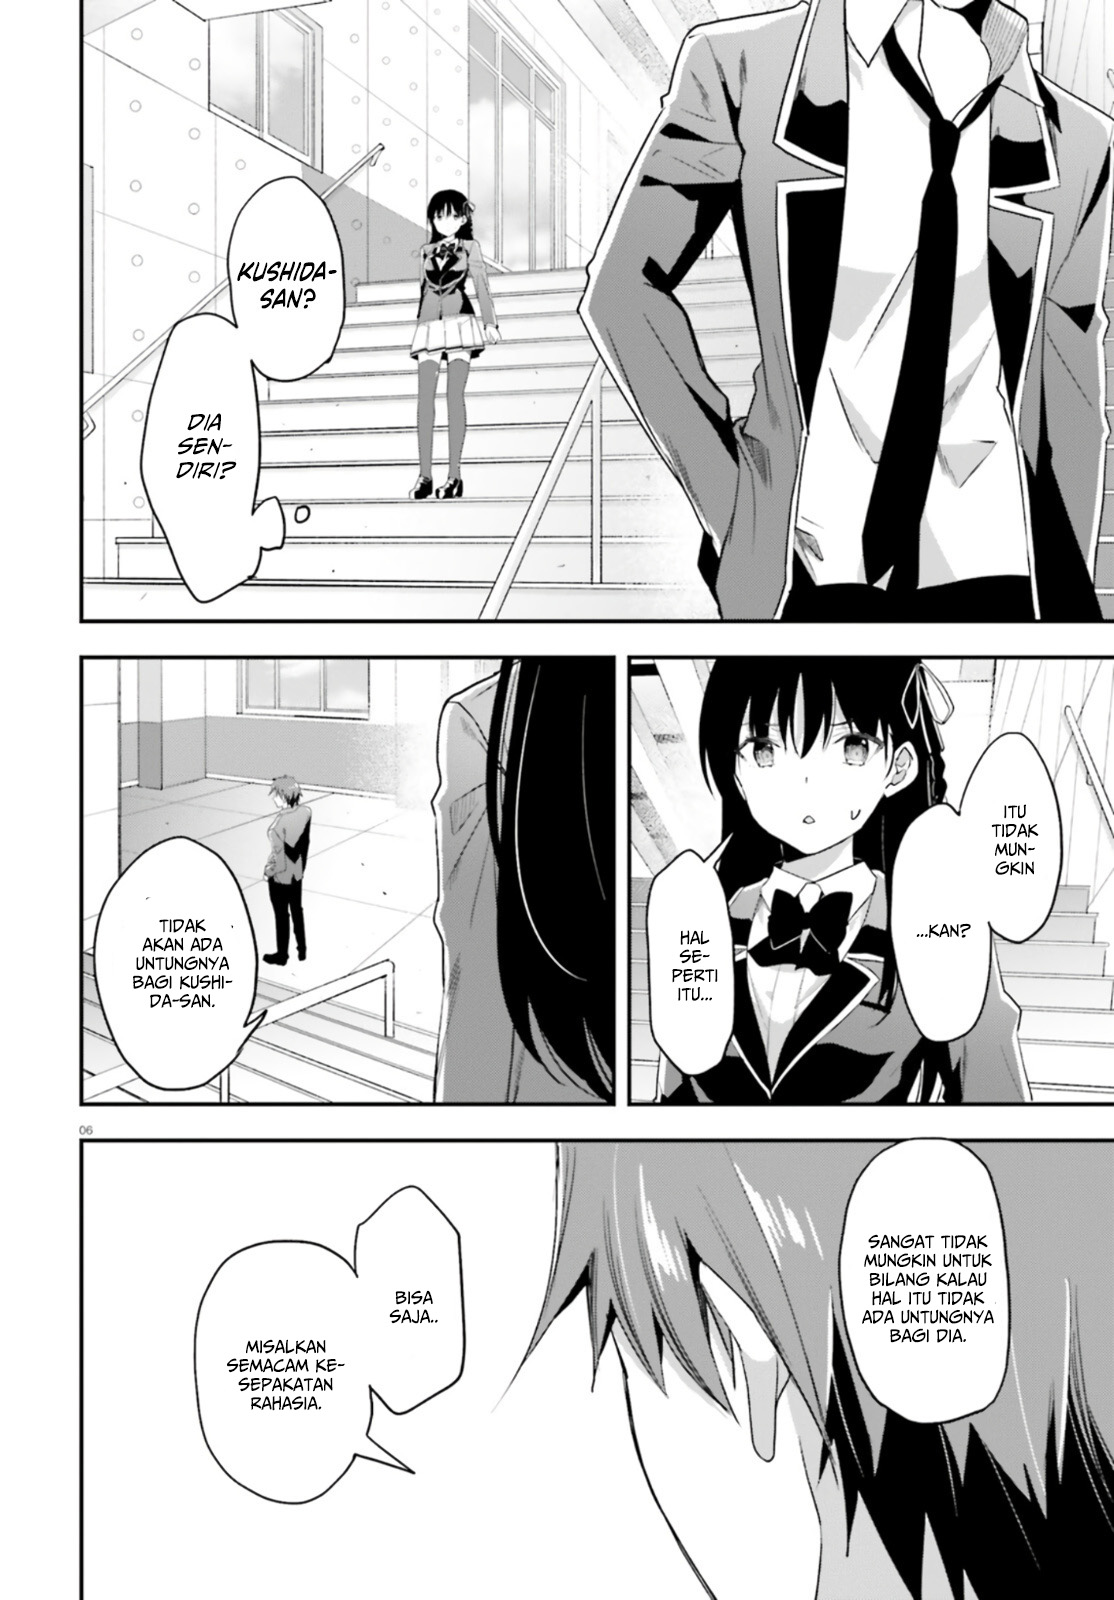 KUSHIDA-
SAN?
DIA
SEN-
DIRI?
ITU
TIDAK
MUN-
GKIN
...KAN?
HAL
SE-
PERTI
ITU...
TIDAK
AKAN ADA
UNTUNGNYA
BAGI KUSHI-
DA-SAN.
06
SANGAT TIDAK
MUNGKIN UNTUK
BILANG KALAU
HAL ITU TIDAK
ADA UNTUNGNYA
BAGI DIA.
BISA
SAJA..
MISALKAN
SEMACAM KE-
SEPAKATAN
RAHASIA.